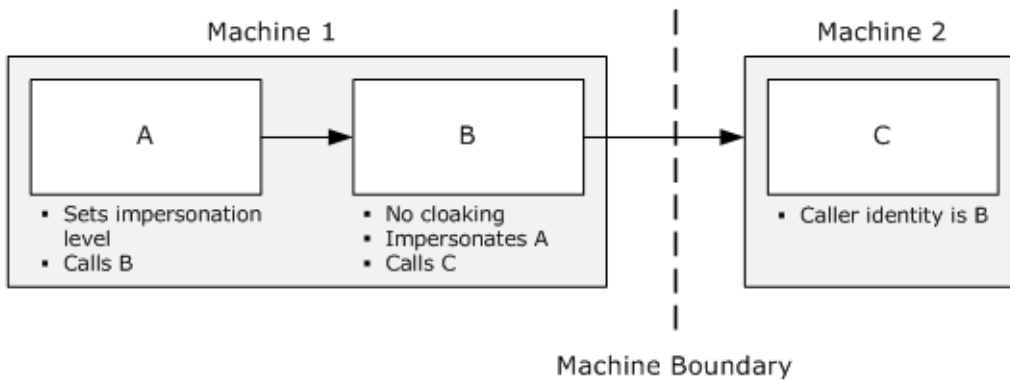 Machine 1
Machine 2
A
B
C
▪ Sets impersonation
level
▪ Calls B
▪ No cloaking
▪ Impersonates A
▪ Calls C
▪ Caller identity is B
Machine Boundary